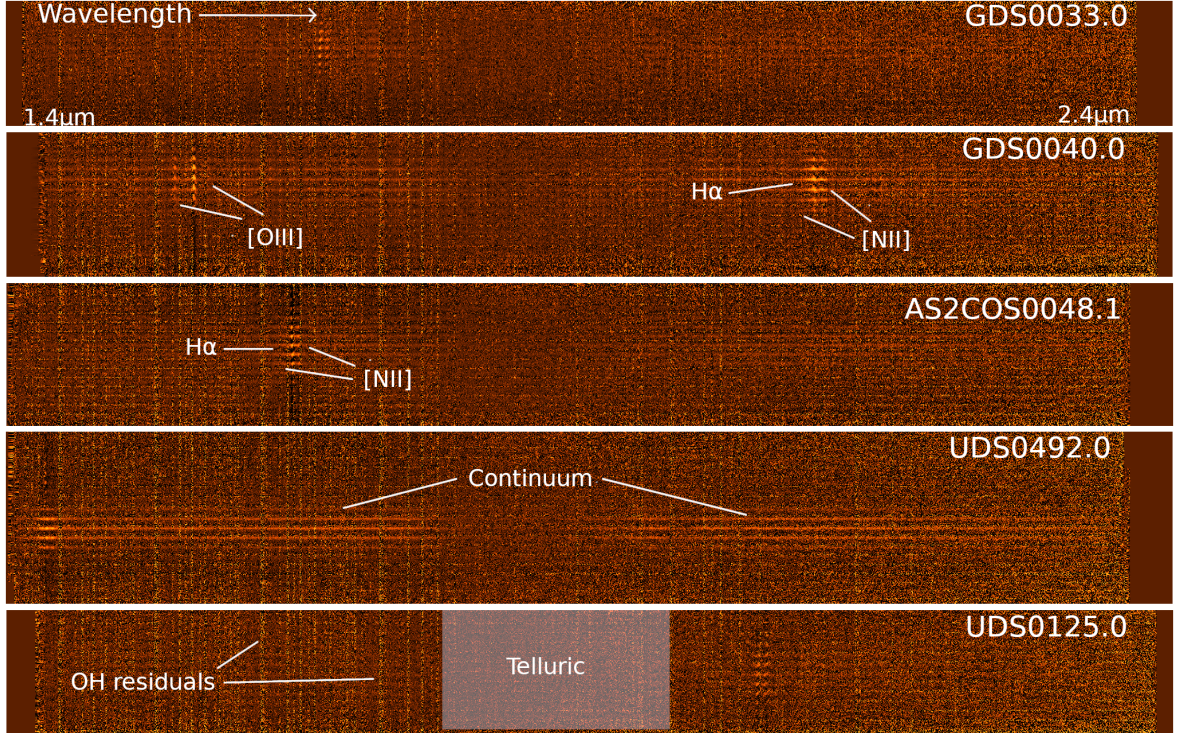 Wavelength
GDS0033.0
1.4μm
2.4μm
GDS0040.0
[OIII]
Hα
[NII]
AS2COS0048.1
Hα
[NII]
UDS0492.0
Continuum
UDS0125.0
OH residuals
Telluric